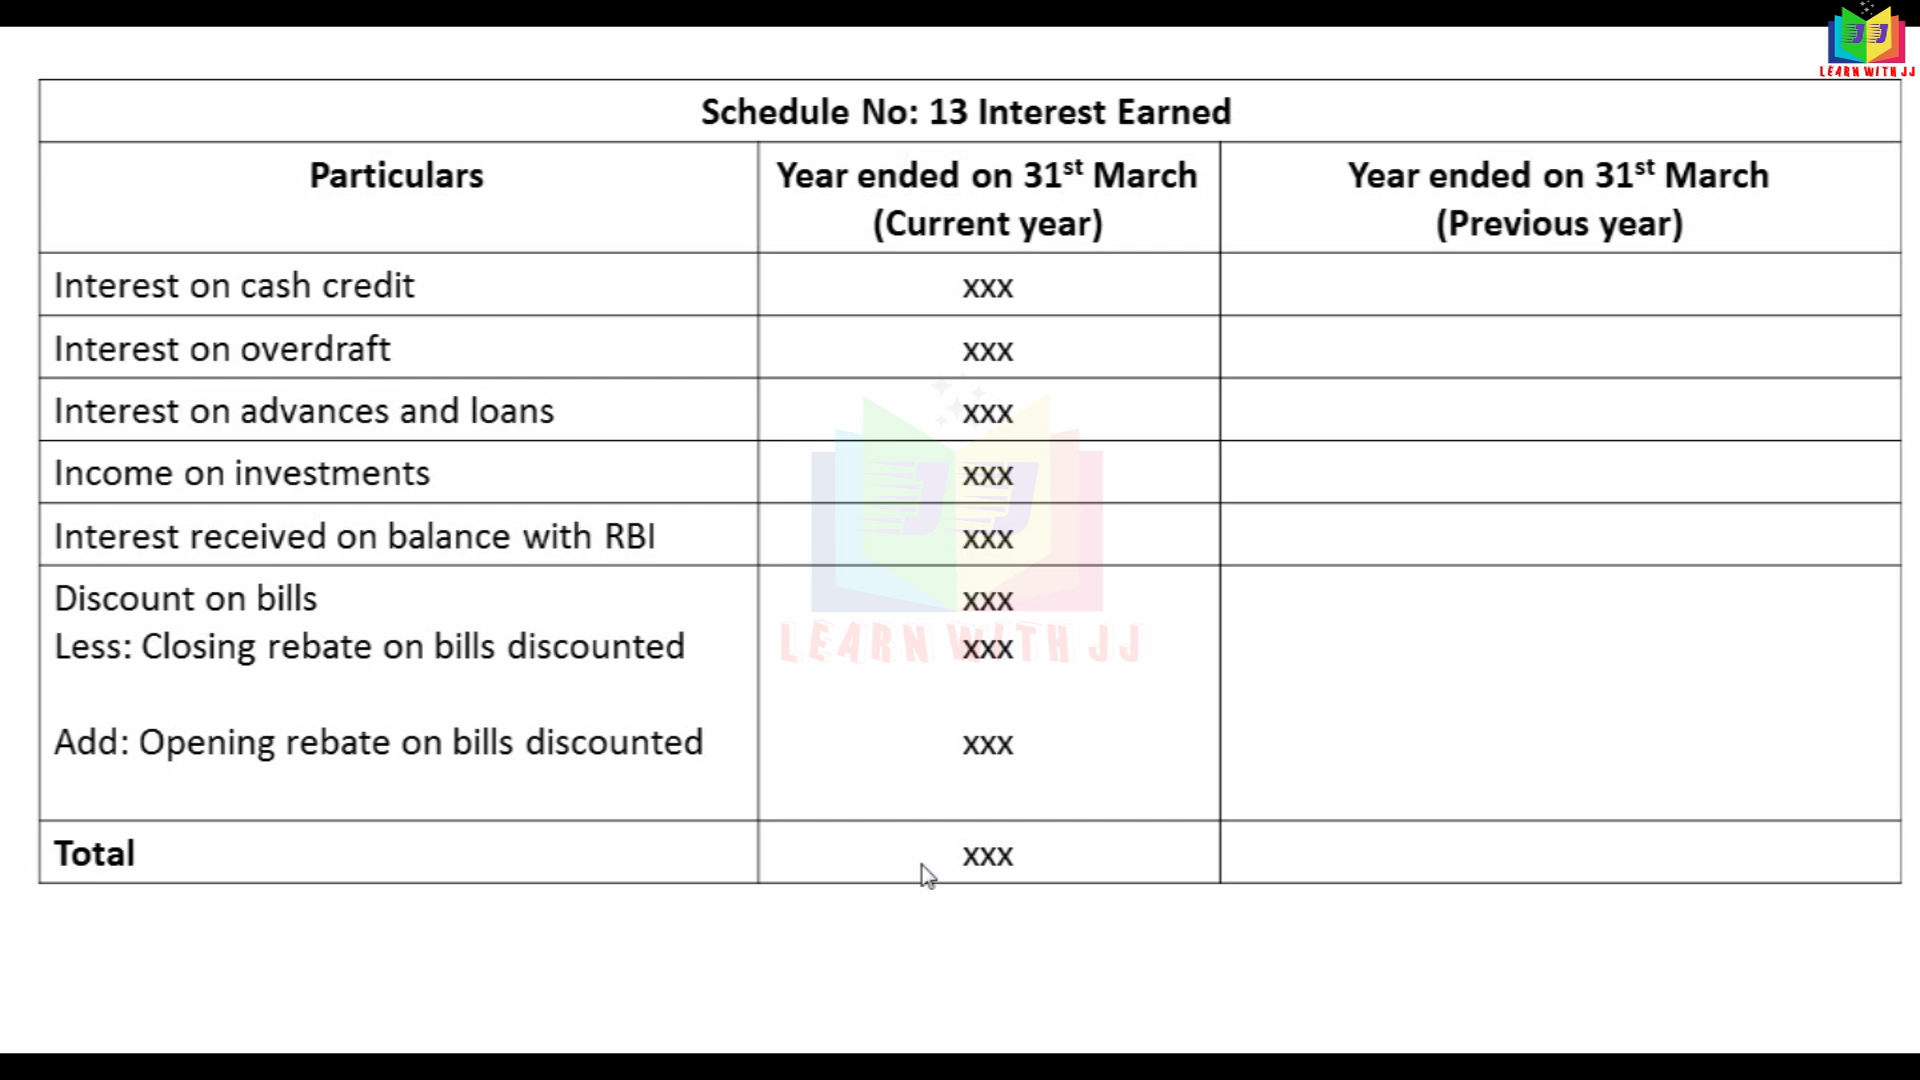 LEARN WITH JJ
Schedule No: 13 Interest Earned
Particulars
Year ended on 31st March
(Current year)
Year ended on 31st March
(Previous year)
Interest on cash credit xxx
Interest on overdraft xxx
Interest on advances and loans xxx
Income on investments xxx
Interest received on balance with RBI xxx
Discount on bills xxx
Less: Closing rebate on bills discounted xxx
Add: Opening rebate on bills discounted xxx
Total xxx
JJ
LEARN WITH JJ